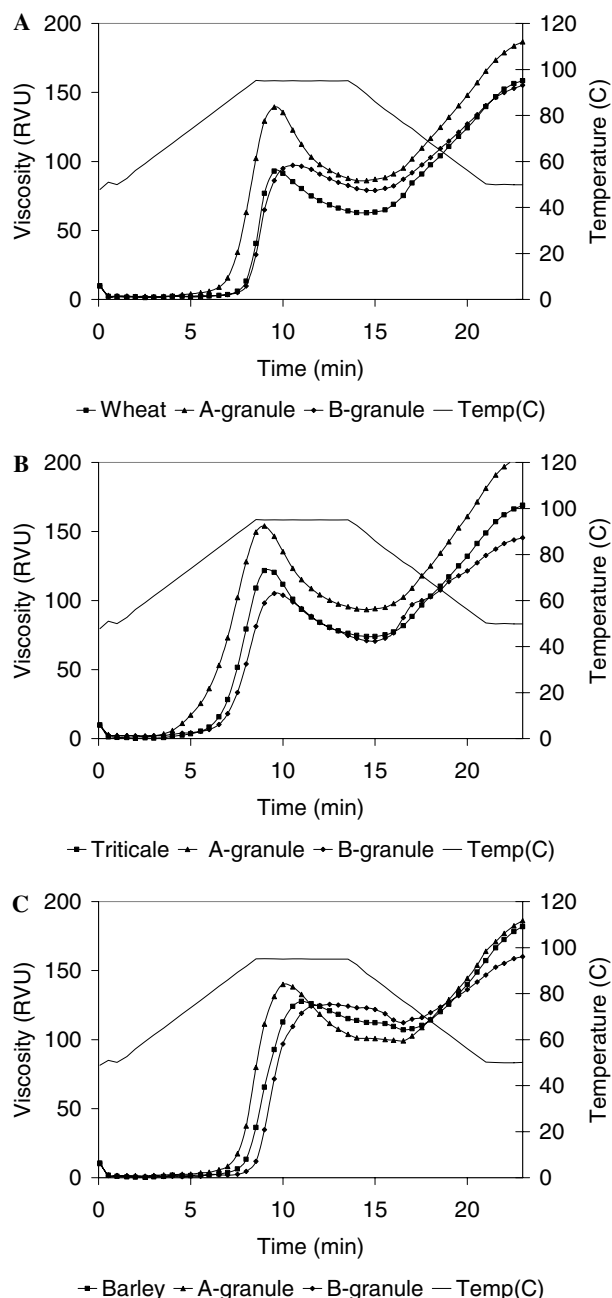 A
200
150
100
50
0
Viscosity (RVU)
120
100
80
60
40
20
0
Temperature (C)
0 5 10 15 20
Time (min)
Wheat A-granule B-granule Temp(C)
B
200
150
100
50
0
Viscosity (RVU)
120
100
80
60
40
20
0
Temperature (C)
0 5 10 15 20
Time (min)
Triticale A-granule B-granule Temp(C)
C
200
150
100
50
0
Viscosity (RVU)
120
100
80
60
40
20
0
Temperature (C)
0 5 10 15 20
Time (min)
Barley A-granule B-granule Temp(C)